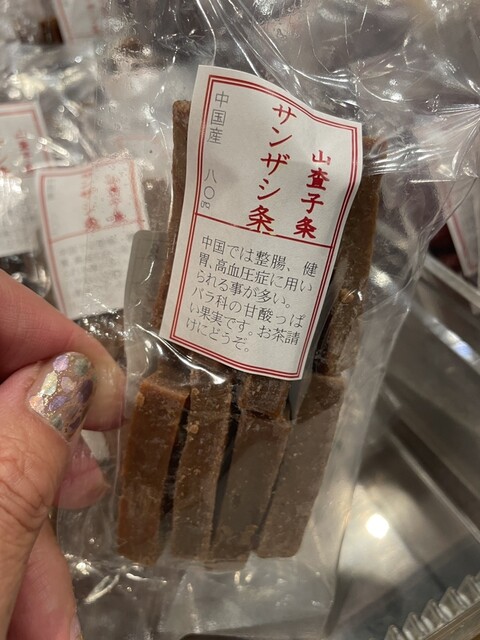 山査子条
サンザシ条
中国産 八〇g
中国では整腸、健
胃、高血圧症に用い
られる事が多い。
バラ科の甘酸っぱ
い果実です。お茶請
けにどうぞ。